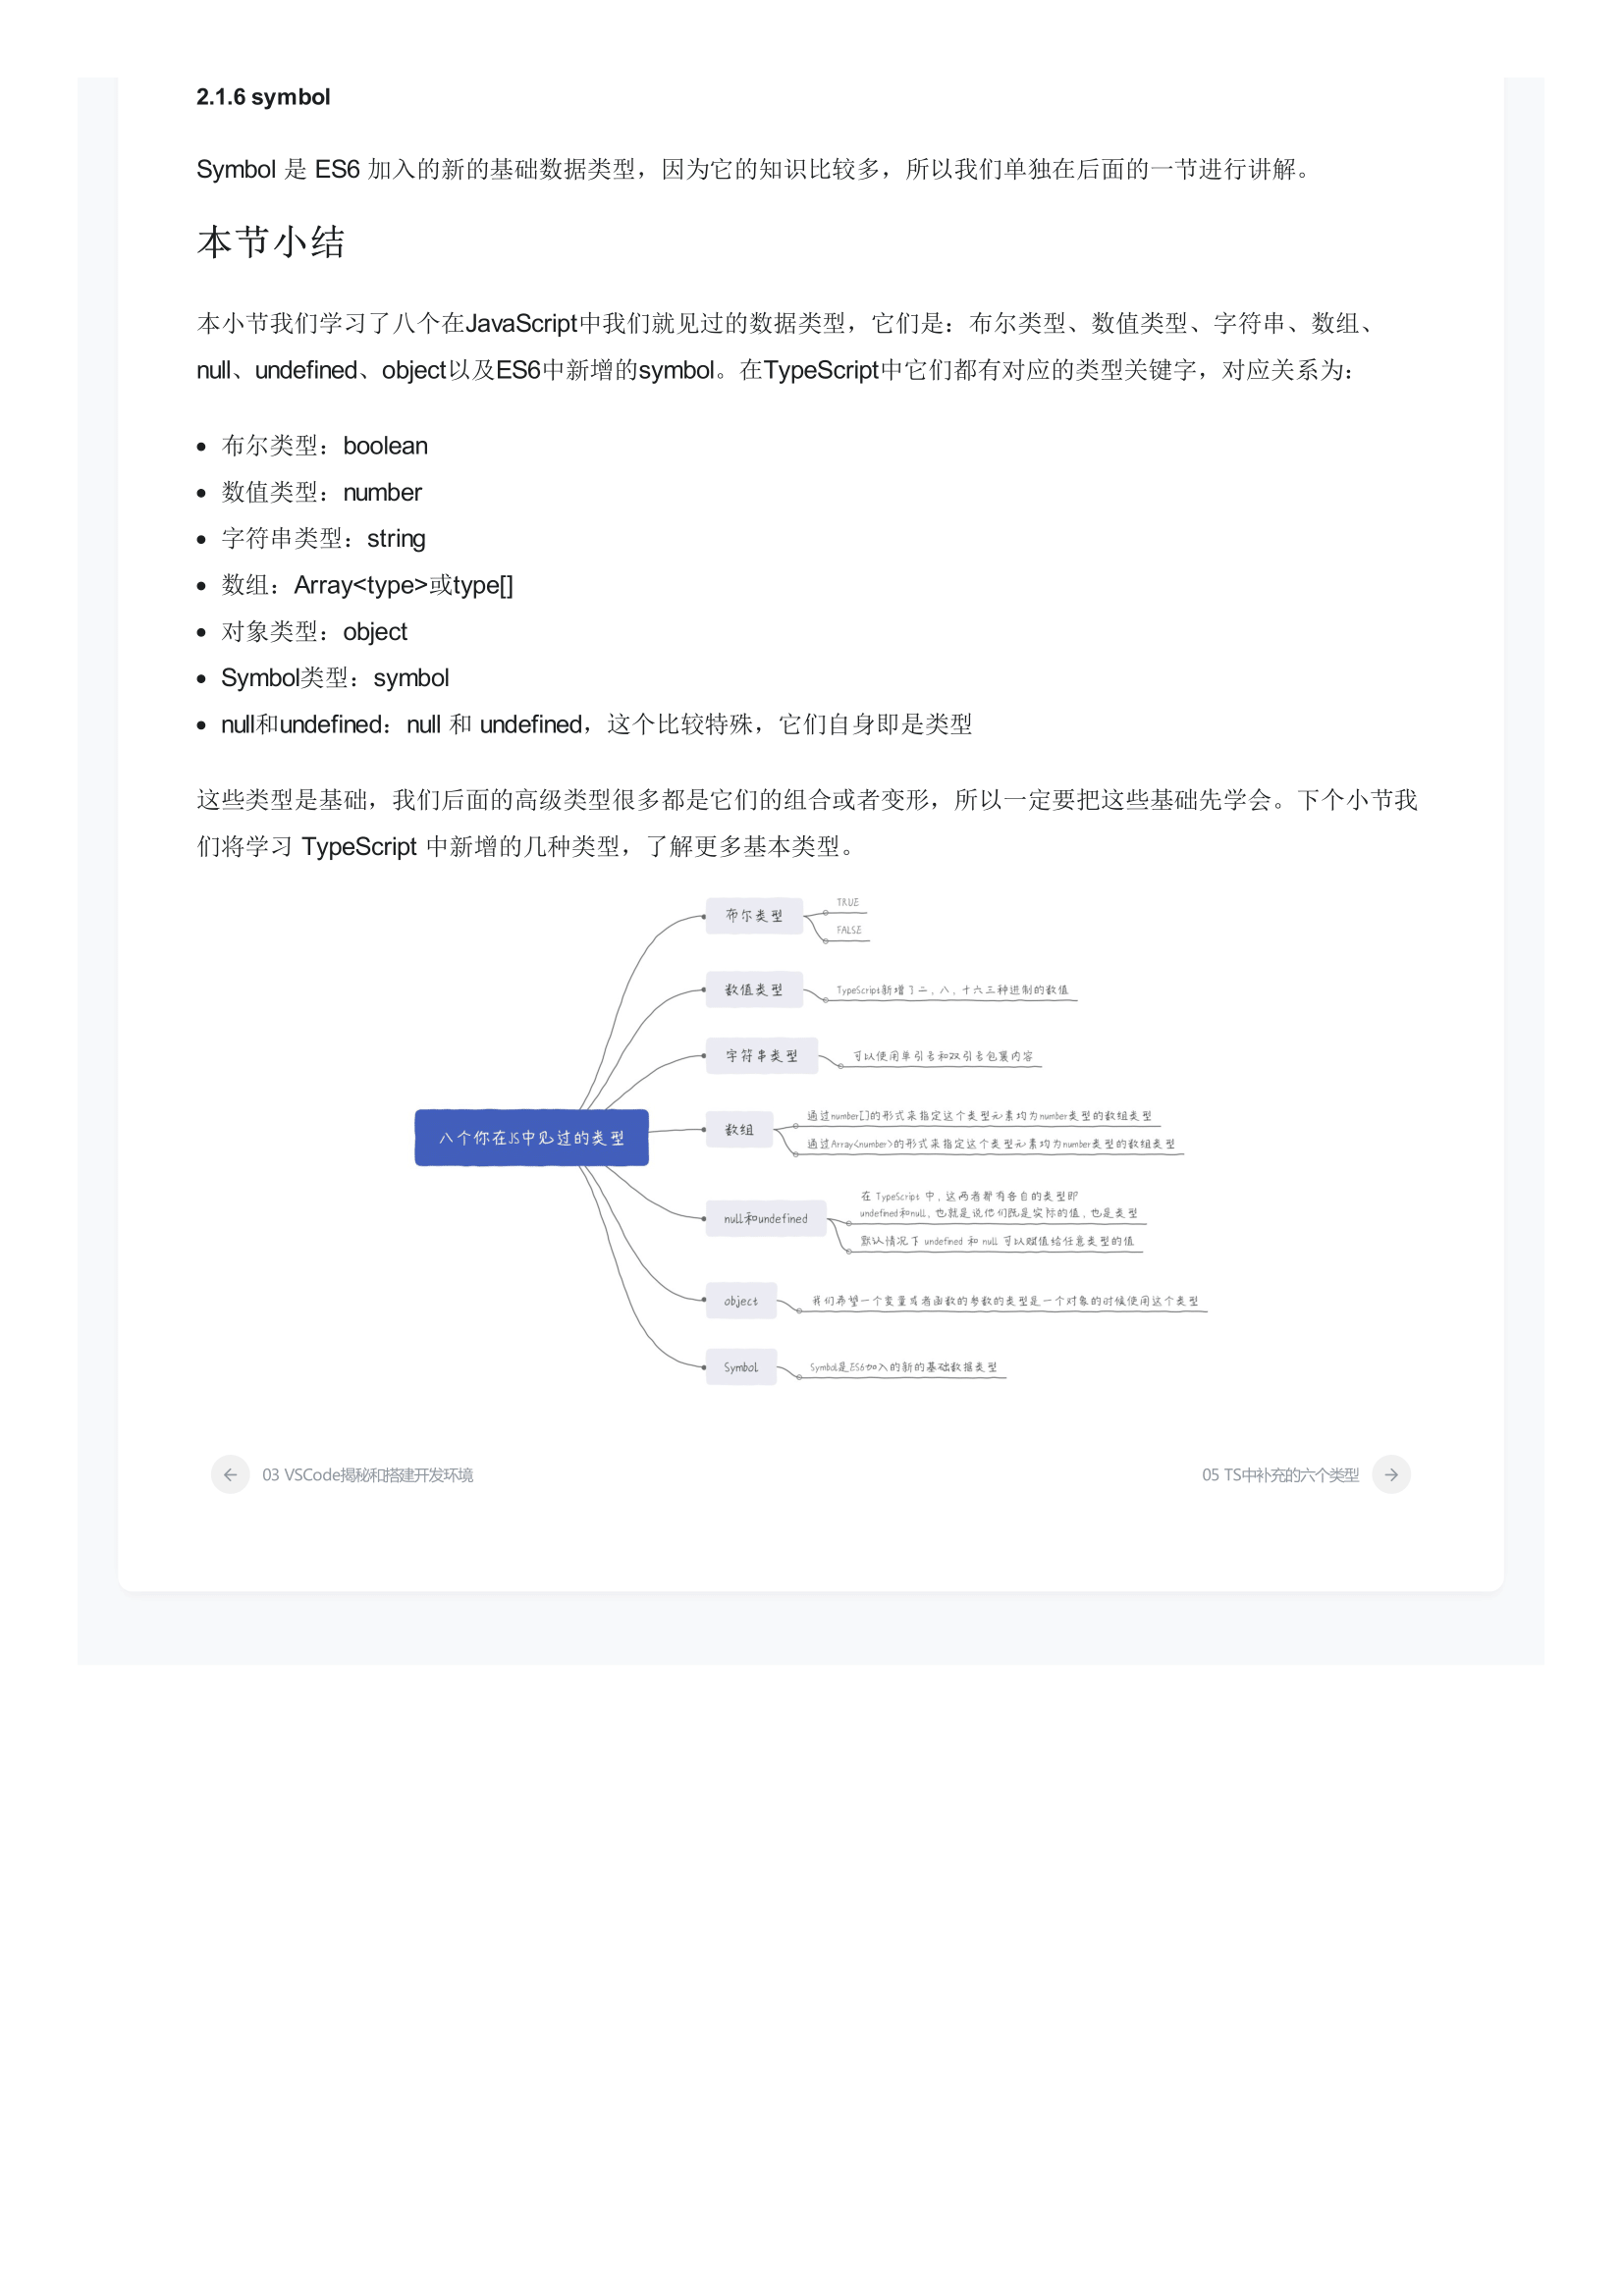 2.1.6 symbol
Symbol 是 ES6 加入的新的基础数据类型，因为它的知识比较多，所以我们单独在后面的一节进行讲解。
本节小结
本小节我们学习了八个在JavaScript中我们就见过的数据类型，它们是：布尔类型、数值类型、字符串、数组、
null、undefined、object以及ES6中新增的symbol。在TypeScript中它们都有对应的类型关键字，对应关系为：
布尔类型：boolean
数值类型：number
字符串类型：string
数组：Array<type>或type[]
对象类型：object
Symbol类型：symbol
null和undefined：null 和 undefined，这个比较特殊，它们自身即是类型
这些类型是基础，我们后面的高级类型很多都是它们的组合或者变形，所以一定要把这些基础先学会。下个小节我
们将学习 TypeScript 中新增的几种类型，了解更多基本类型。
八个你在JS中见过的类型
布尔类型
TRUE
FALSE
数值类型
TypeScript新增了二，八，十六三种进制的数值
字符串类型
可以使用单引号和双引号包裹内容
数组
通过number[]的形式来指定这个类型元素均为number类型的数组类型
通过Array<number>的形式来指定这个类型元素均为number类型的数组类型
null和undefined
在 TypeScript 中，这两者都有各自的类型即
undefined和null，也就是说他们既是实际的值，也是类型
默认情况下 undefined 和 null 可以赋值给任意类型的值
object
我们希望一个变量或者函数的参数的类型是一个对象的时候使用这个类型
Symbol
Symbol是ES6加入的新的基础数据类型
03 VSCode揭秘和搭建开发环境
05 TS中补充的六个类型